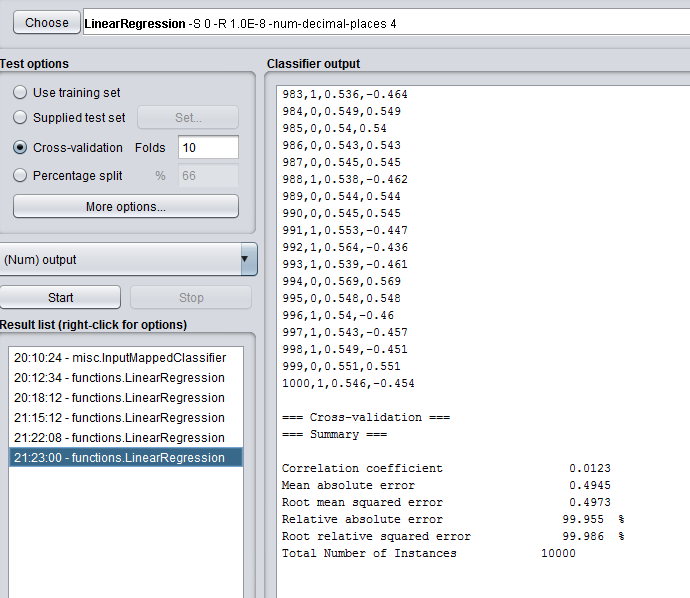 Choose LinearRegression -S 0 -R 1.0E-8 -num-decimal-places 4
Test options
Use training set
Supplied test set Set...
Cross-validation Folds 10
Percentage split % 66
More options...
(Num) output
Start Stop
Result list (right-click for options)
20:10:24 - misc.InputMappedClassifier
20:12:34 - functions.LinearRegression
20:18:12 - functions.LinearRegression
21:15:12 - functions.LinearRegression
21:22:08 - functions.LinearRegression
21:23:00 - functions.LinearRegression
Classifier output
983,1,0.536,-0.464
984,0,0.549,0.549
985,0,0.54,0.54
986,0,0.543,0.543
987,0,0.545,0.545
988,1,0.538,-0.462
989,0,0.544,0.544
990,0,0.545,0.545
991,1,0.553,-0.447
992,1,0.564,-0.436
993,1,0.539,-0.461
994,0,0.569,0.569
995,0,0.548,0.548
996,1,0.54,-0.46
997,1,0.543,-0.457
998,1,0.549,-0.451
999,0,0.551,0.551
1000,1,0.546,-0.454
=== Cross-validation ===
=== Summary ===
Correlation coefficient 0.0123
Mean absolute error 0.4945
Root mean squared error 0.4973
Relative absolute error 99.955 %
Root relative squared error 99.986 %
Total Number of Instances 10000